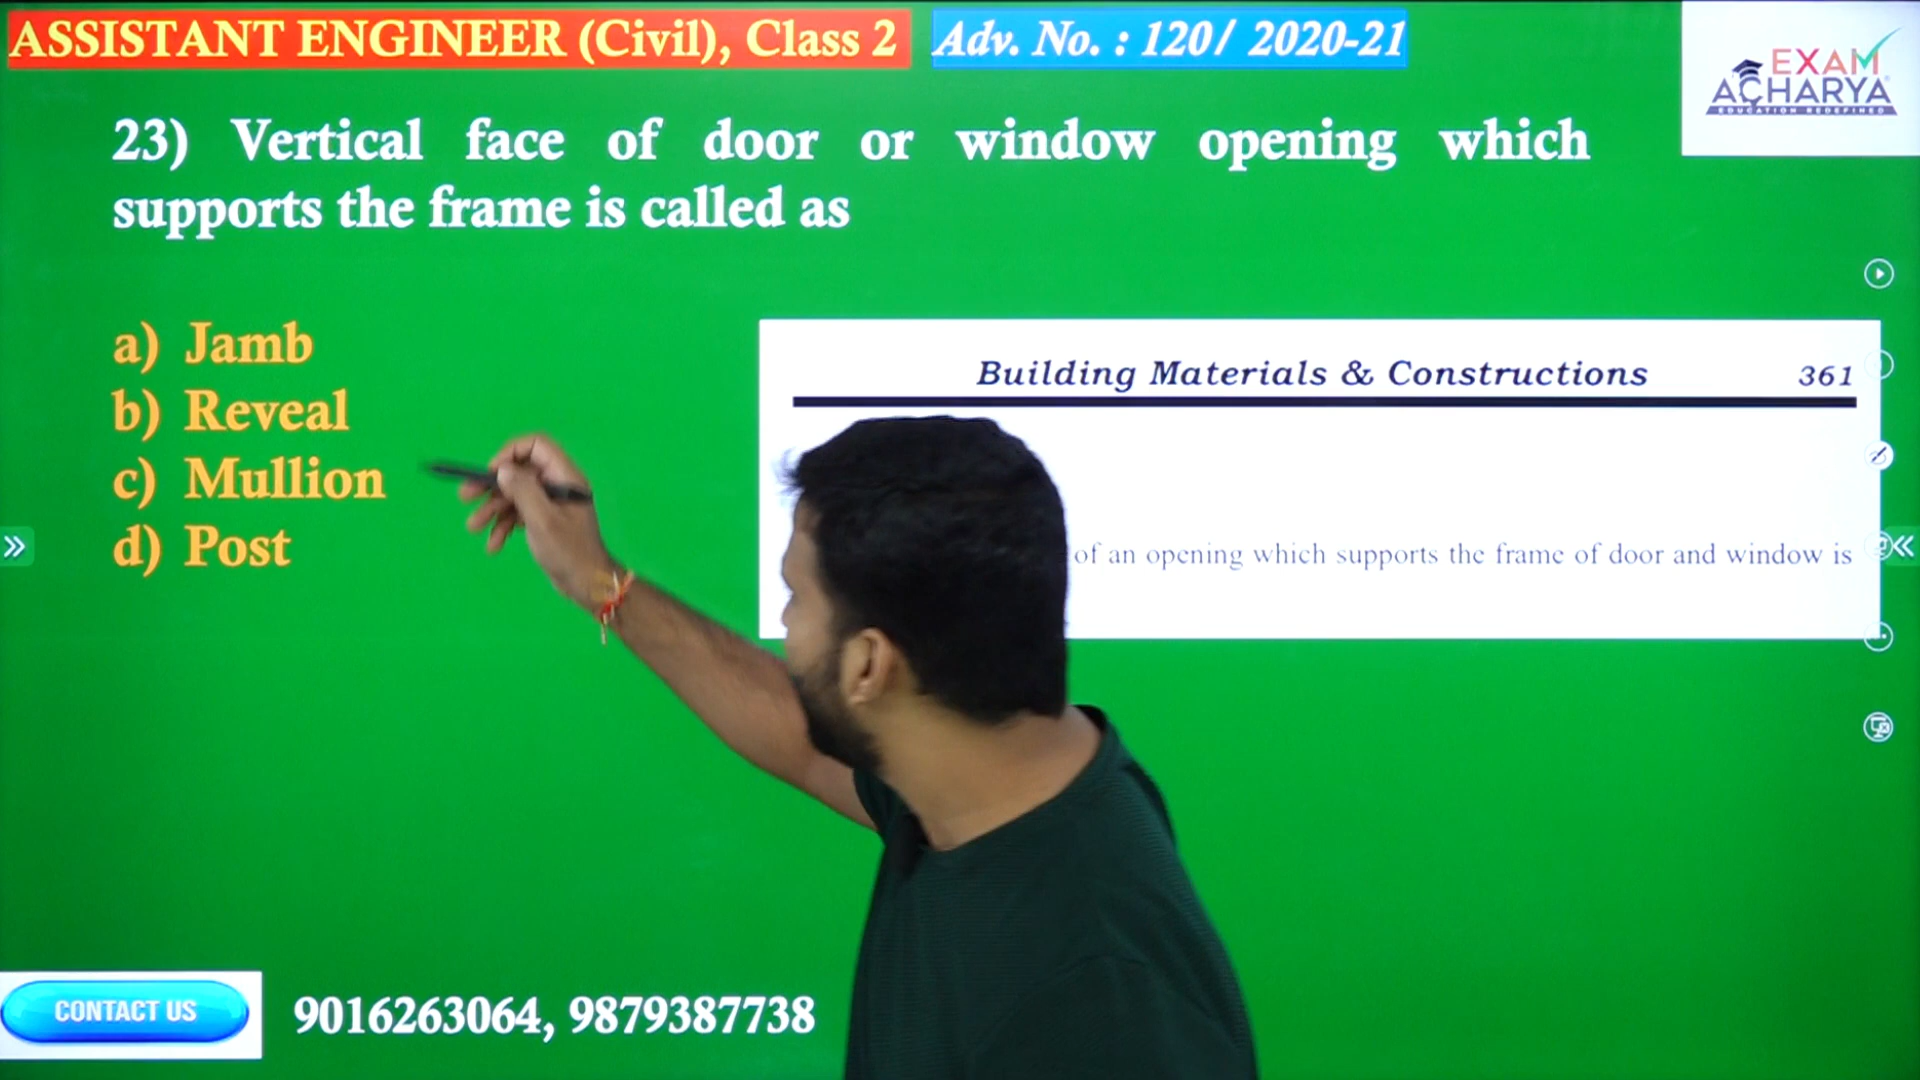 ASSISTANT ENGINEER (Civil), Class 2 Adv. No. : 120/ 2020-21
EXAM
ACHARYA
EDUCATION REDEFINED
23) Vertical face of door or window opening which
supports the frame is called as
a) Jamb
b) Reveal
c) Mullion
d) Post
Building Materials & Constructions 361
of an opening which supports the frame of door and window is
CONTACT US 9016263064, 9879387738